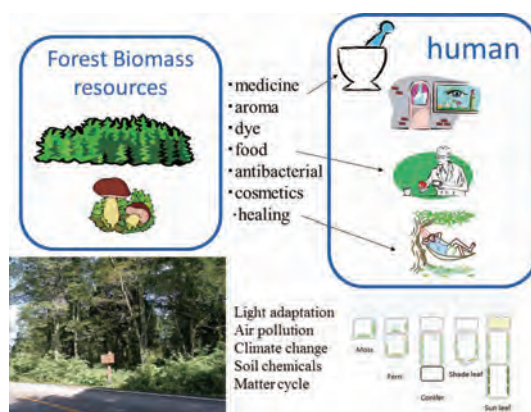 Forest Biomass
resources
human
・medicine
・aroma
・dye
・food
・antibacterial
・cosmetics
・healing
Light adaptation
Air pollution
Climate change
Soil chemicals
Matter cycle
Moss
Fern
Conifer
Shade leaf
Sun leaf